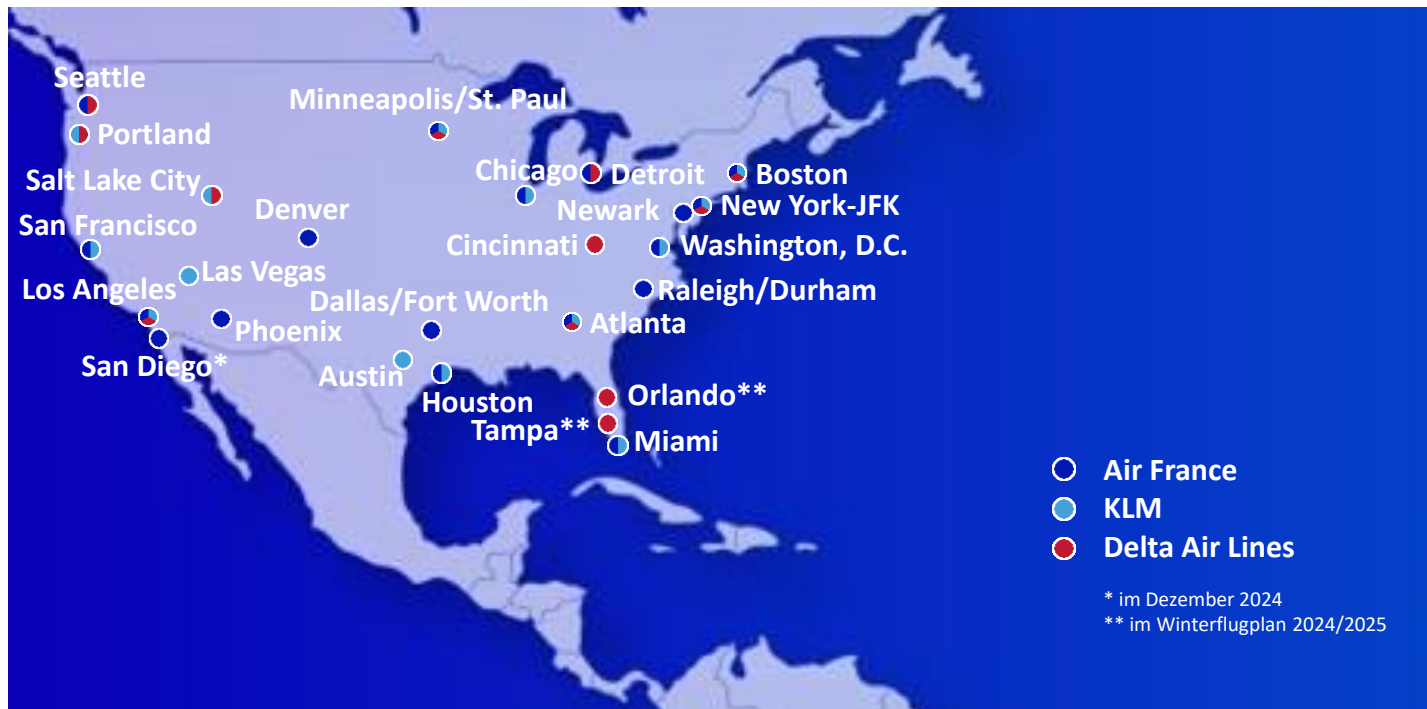 Seattle
Minneapolis/St. Paul
Portland
Chicago
Detroit
Boston
Salt Lake City
Denver
Newark
New York-JFK
San Francisco
Cincinnati
Washington, D.C.
Las Vegas
Los Angeles
Dallas/Fort Worth
Raleigh/Durham
Phoenix
Atlanta
San Diego*
Austin
Houston
Orlando**
Tampa**
Miami
Air France
KLM
Delta Air Lines
* im Dezember 2024
** im Winterflugplan 2024/2025